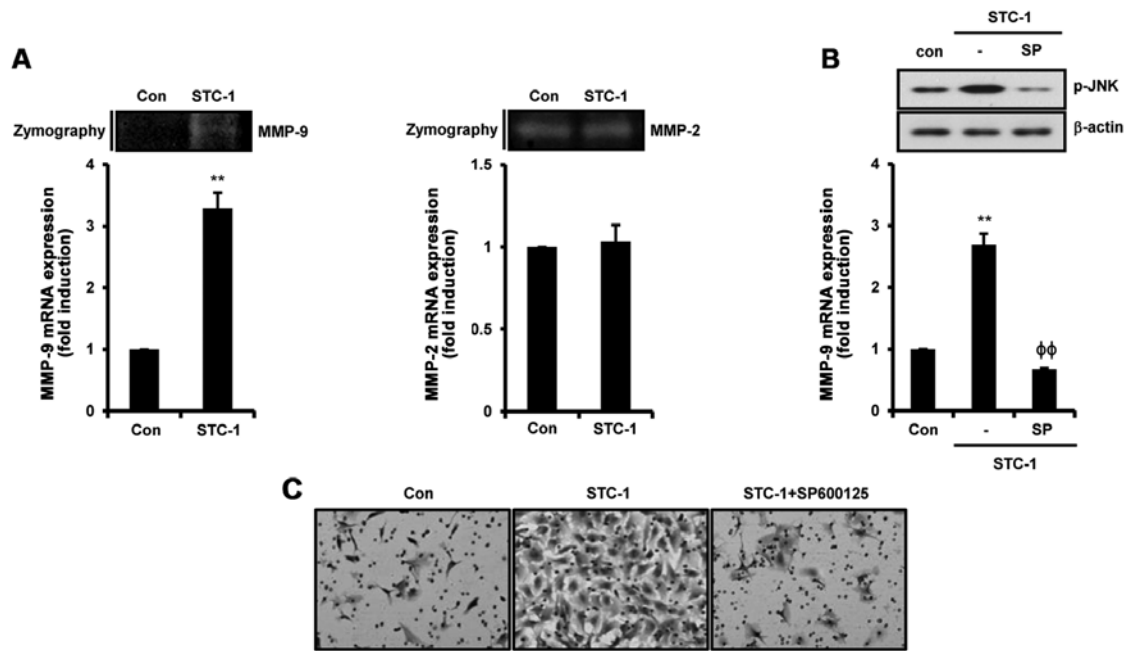 A
Con STC-1
Zymography MMP-9
MMP-9 mRNA expression
(fold induction)
4
3
2
1
0
**
Con STC-1
Con STC-1
Zymography MMP-2
MMP-2 mRNA expression
(fold induction)
1.5
1
0.5
0
Con STC-1
B
STC-1
con - SP
p-JNK
β-actin
MMP-9 mRNA expression
(fold induction)
4
3
2
1
0
**
ϕϕ
Con - SP
STC-1
C
Con STC-1 STC-1+SP600125